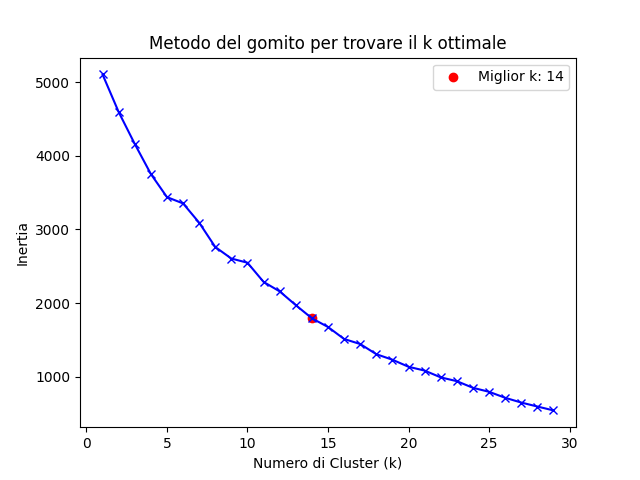 Metodo del gomito per trovare il k ottimale
Miglior k: 14
5000
4000
3000
2000
1000
Inertia
0 5 10 15 20 25 30
Numero di Cluster (k)